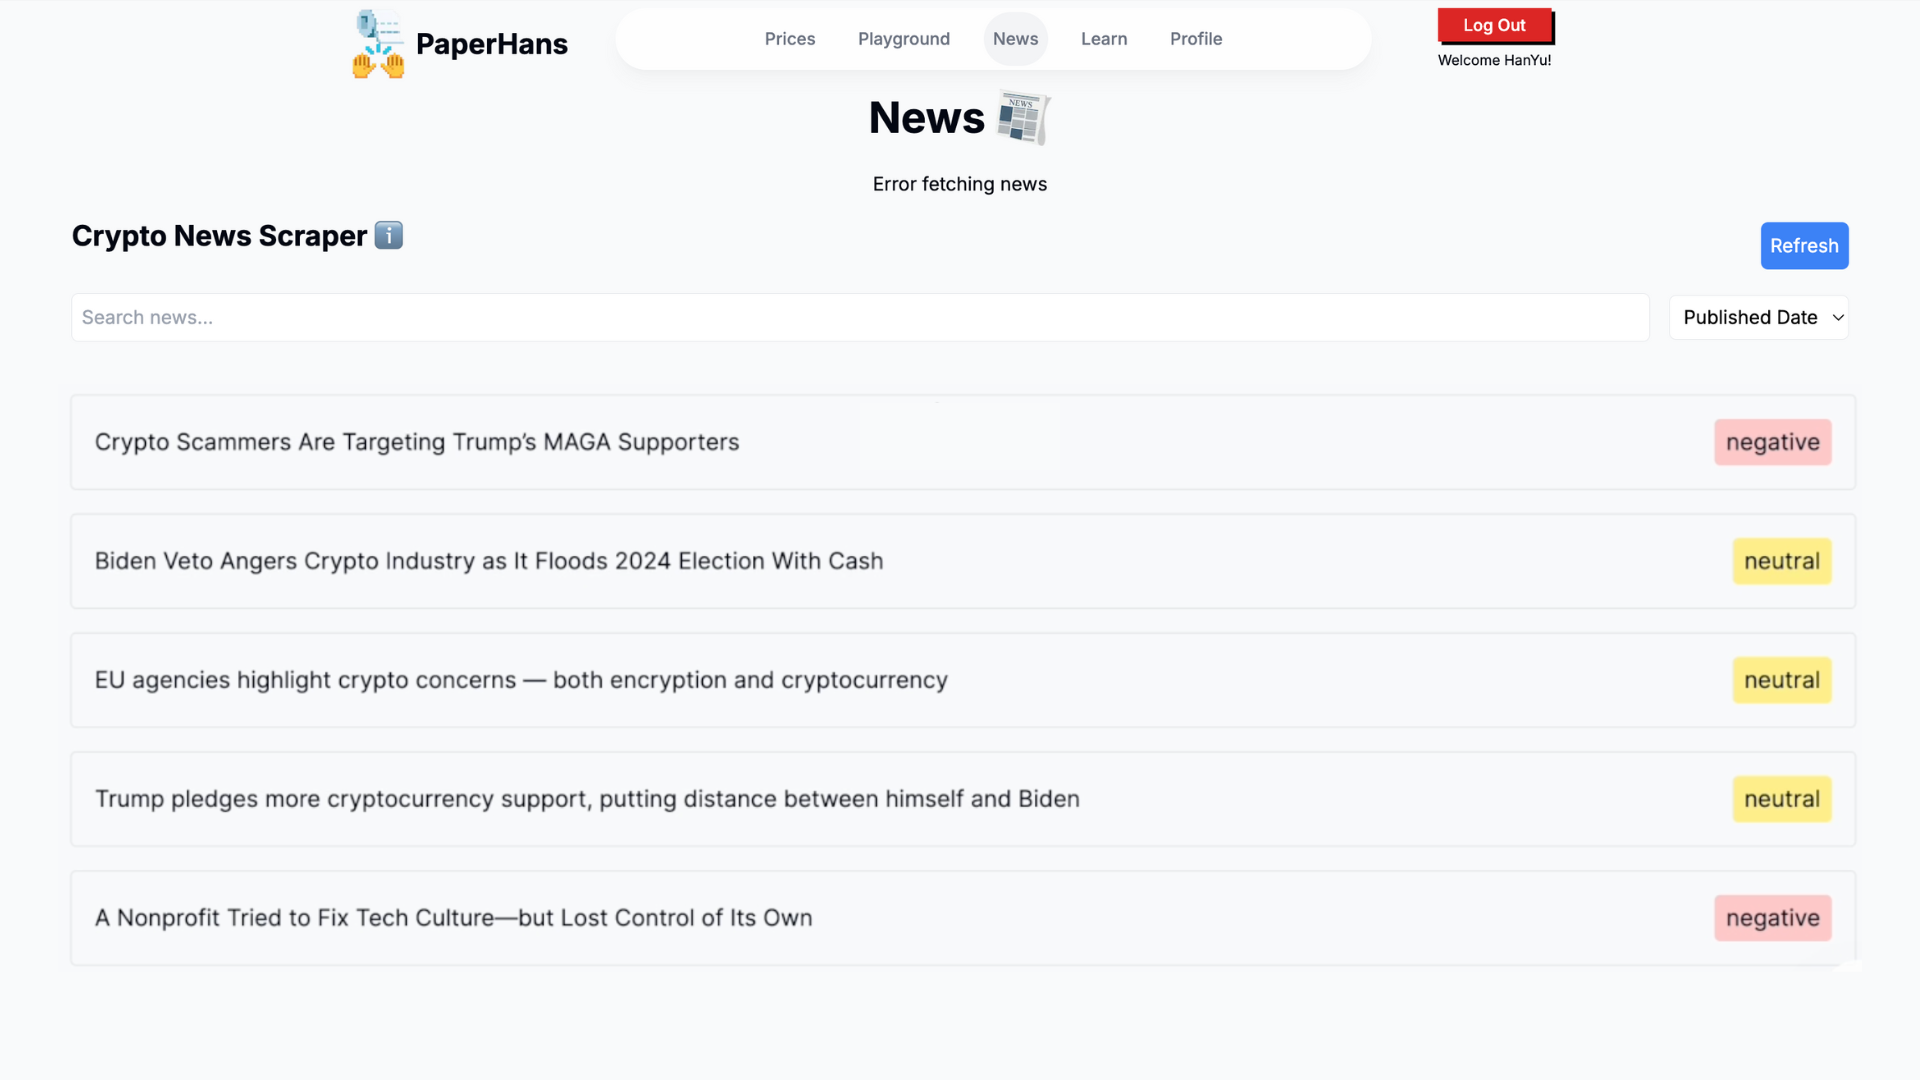 PaperHans
Prices
Playground
News
Learn
Profile
Log Out
Welcome HanYu!
News
NEWS
Error fetching news
Crypto News Scraper
Refresh
Search news...
Published Date
Crypto Scammers Are Targeting Trump’s MAGA Supporters
negative
Biden Veto Angers Crypto Industry as It Floods 2024 Election With Cash
neutral
EU agencies highlight crypto concerns — both encryption and cryptocurrency
neutral
Trump pledges more cryptocurrency support, putting distance between himself and Biden
neutral
A Nonprofit Tried to Fix Tech Culture—but Lost Control of Its Own
negative